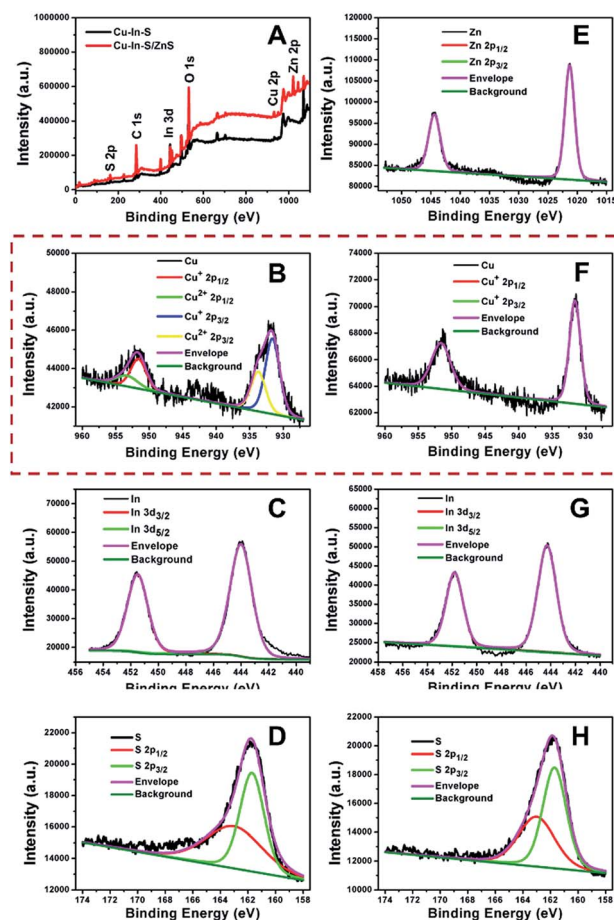 A
Cu-In-S
Cu-In-S/ZnS
S 2p
C 1s
In 3d
O 1s
Cu 2p
Zn 2p
1000000
800000
600000
400000
200000
0
0 200 400 600 800 1000
Intensity (a.u.)
Binding Energy (eV)
E
Zn
Zn 2p1/2
Zn 2p3/2
Envelope
Background
110000
105000
100000
95000
90000
85000
80000
1050 1045 1040 1035 1030 1025 1020 1015
Intensity (a.u.)
Binding Energy (eV)
B
Cu
Cu+ 2p1/2
Cu2+ 2p1/2
Cu+ 2p3/2
Cu2+ 2p3/2
Envelope
Background
50000
48000
46000
44000
42000
960 955 950 945 940 935 930
Intensity (a.u.)
Binding Energy (eV)
F
Cu
Cu+ 2p1/2
Cu+ 2p3/2
Envelope
Background
74000
72000
70000
68000
66000
64000
62000
960 955 950 945 940 935 930
Intensity (a.u.)
Binding Energy (eV)
C
In
In 3d3/2
In 3d5/2
Envelope
Background
70000
60000
50000
40000
30000
20000
10000
456 454 452 450 448 446 444 442 440
Intensity (a.u.)
Binding Energy (eV)
G
In
In 3d3/2
In 3d5/2
Envelope
Background
65000
60000
55000
50000
45000
40000
35000
30000
25000
20000
458 456 454 452 450 448 446 444 442 440
Intensity (a.u.)
Binding Energy (eV)
D
S
S 2p1/2
S 2p3/2
Envelope
Background
22000
20000
18000
16000
14000
12000
174 172 170 168 166 164 162 160 158
Intensity (a.u.)
Binding Energy (eV)
H
S
S 2p1/2
S 2p3/2
Envelope
Background
22000
20000
18000
16000
14000
12000
10000
174 172 170 168 166 164 162 160 158
Intensity (a.u.)
Binding Energy (eV)